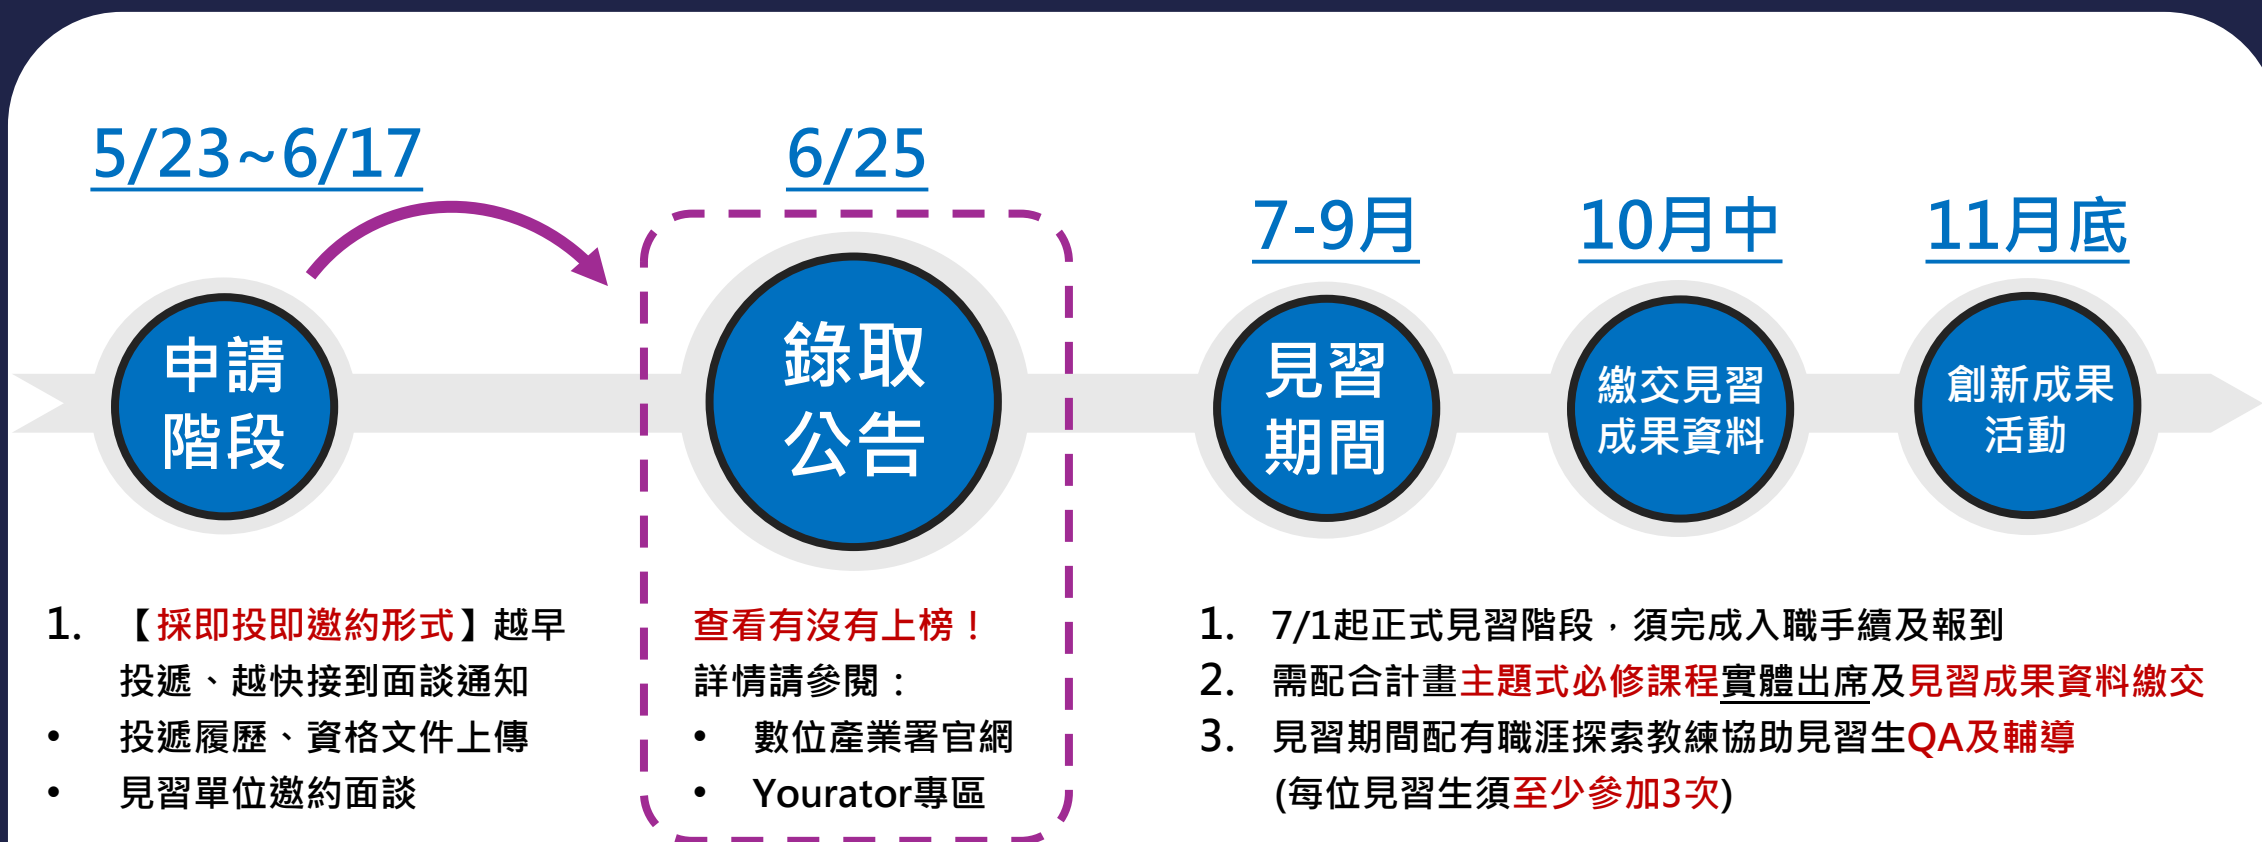 5/23~6/17
申請
階段
1. 【採即投即邀約形式】越早
投遞、越快接到面談通知
• 投遞履歷、資格文件上傳
• 見習單位邀約面談
6/25
錄取
公告
查看有沒有上榜！
詳情請參閱：
• 數位產業署官網
• Yourator專區
7-9月
見習
期間
10月中
繳交見習
成果資料
11月底
創新成果
活動
1. 7/1起正式見習階段，須完成入職手續及報到
2. 需配合計畫主題式必修課程實體出席及見習成果資料繳交
3. 見習期間配有職涯探索教練協助見習生QA及輔導
(每位見習生須至少參加3次)